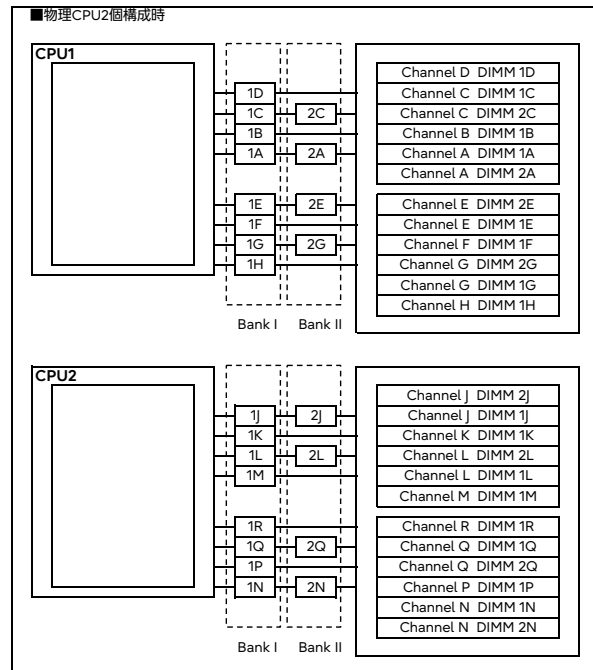 ■物理CPU2個構成時
CPU1
1D
1C 2C
1B
1A 2A
1E 2E
1F
1G 2G
1H
Bank I Bank II
Channel D DIMM 1D
Channel C DIMM 1C
Channel C DIMM 2C
Channel B DIMM 1B
Channel A DIMM 1A
Channel A DIMM 2A
Channel E DIMM 2E
Channel E DIMM 1E
Channel F DIMM 1F
Channel G DIMM 2G
Channel G DIMM 1G
Channel H DIMM 1H
CPU2
1J 2J
1K
1L 2L
1M
1R
1Q 2Q
1P
1N 2N
Bank I Bank II
Channel J DIMM 2J
Channel J DIMM 1J
Channel K DIMM 1K
Channel L DIMM 2L
Channel L DIMM 1L
Channel M DIMM 1M
Channel R DIMM 1R
Channel Q DIMM 1Q
Channel Q DIMM 2Q
Channel P DIMM 1P
Channel N DIMM 1N
Channel N DIMM 2N